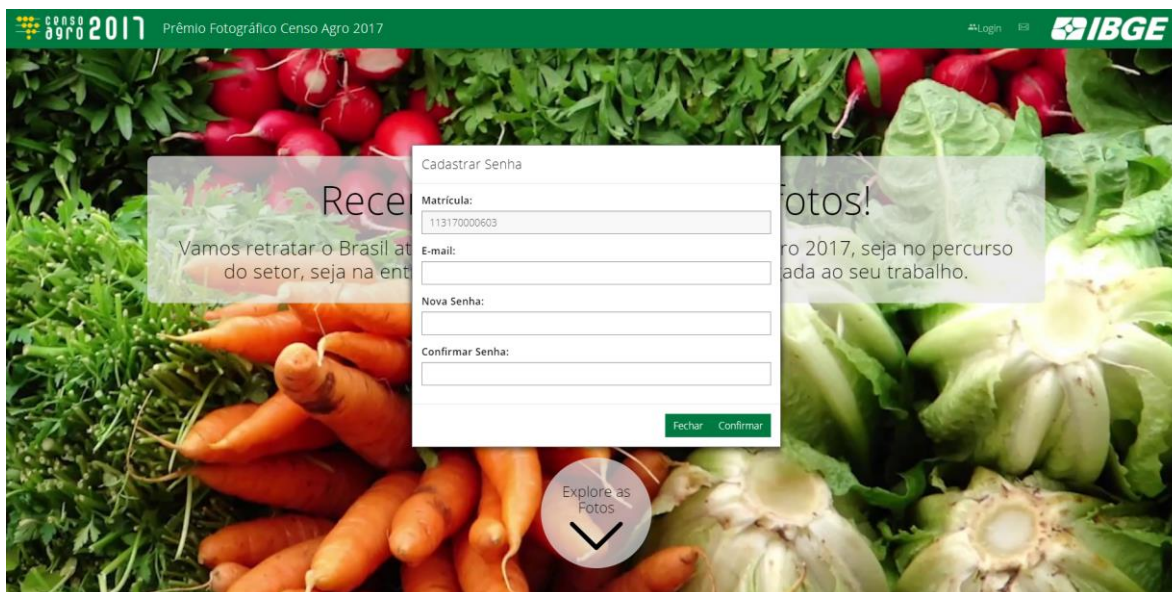 censo agro 2017 Prêmio Fotográfico Censo Agro 2017 Login IBGE
Cadastrar Senha
Matrícula:
113170000603
E-mail:
Nova Senha:
Confirmar Senha:
Fechar Confirmar
Rece fotos!
Vamos retratar o Brasil at ro 2017, seja no percurso
do setor, seja na ent ada ao seu trabalho.
Explore as
Fotos